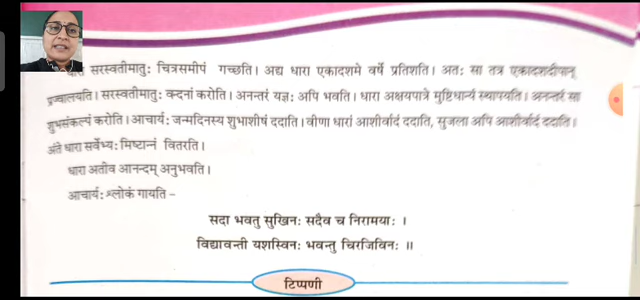 धारा सरस्वतीमातुः चित्रसमीपं गच्छति। अद्य धारा एकादशमे वर्षे प्रतिशति। अतः सा तत्र एकादशदीपान्
प्रज्वालयति। सरस्वतीमातुः वन्दनां करोति। अनन्तरं यज्ञः अपि भवति। धारा अक्षयपात्रे मुष्टिधान्यं स्थापयति। अनन्तरं सा
शुभसंकल्पं करोति। आचार्यः जन्मदिनस्य शुभाशीषं ददाति। वीणा धारां आशीर्वादं ददाति, सुजला अपि आशीर्वादं ददाति।
अंते धारा सर्वेभ्यः मिष्टान्नं वितरति।
धारा अतीव आनन्दम् अनुभवति।
आचार्यः श्लोकं गायति –
सदा भवतु सुखिनः सदैव च निरामयाः ।
विद्यावन्ती यशस्विनः भवन्तु चिरजिविनः ॥
टिप्पणी